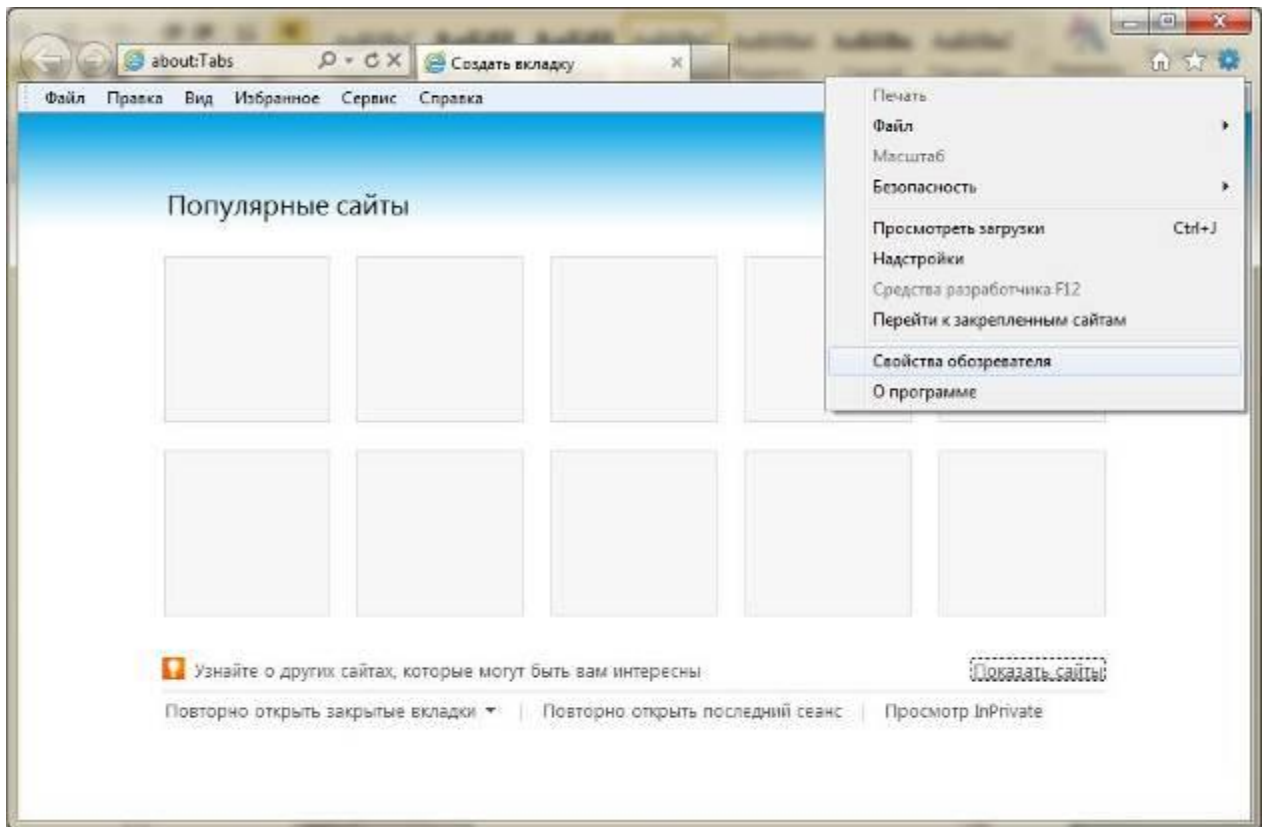 about:Tabs
Создать вкладку
Файл Правка Вид Избранное Сервис Справка
Печать
Файл
Масштаб
Безопасность
Просмотреть загрузки Ctrl+J
Надстройки
Средства разработчика F12
Перейти к закрепленным сайтам
Свойства обозревателя
О программе
Популярные сайты
Узнайте о других сайтах, которые могут быть вам интересны
Показать сайты
Повторно открыть закрытые вкладки
Повторно открыть последний сеанс
Просмотр InPrivate